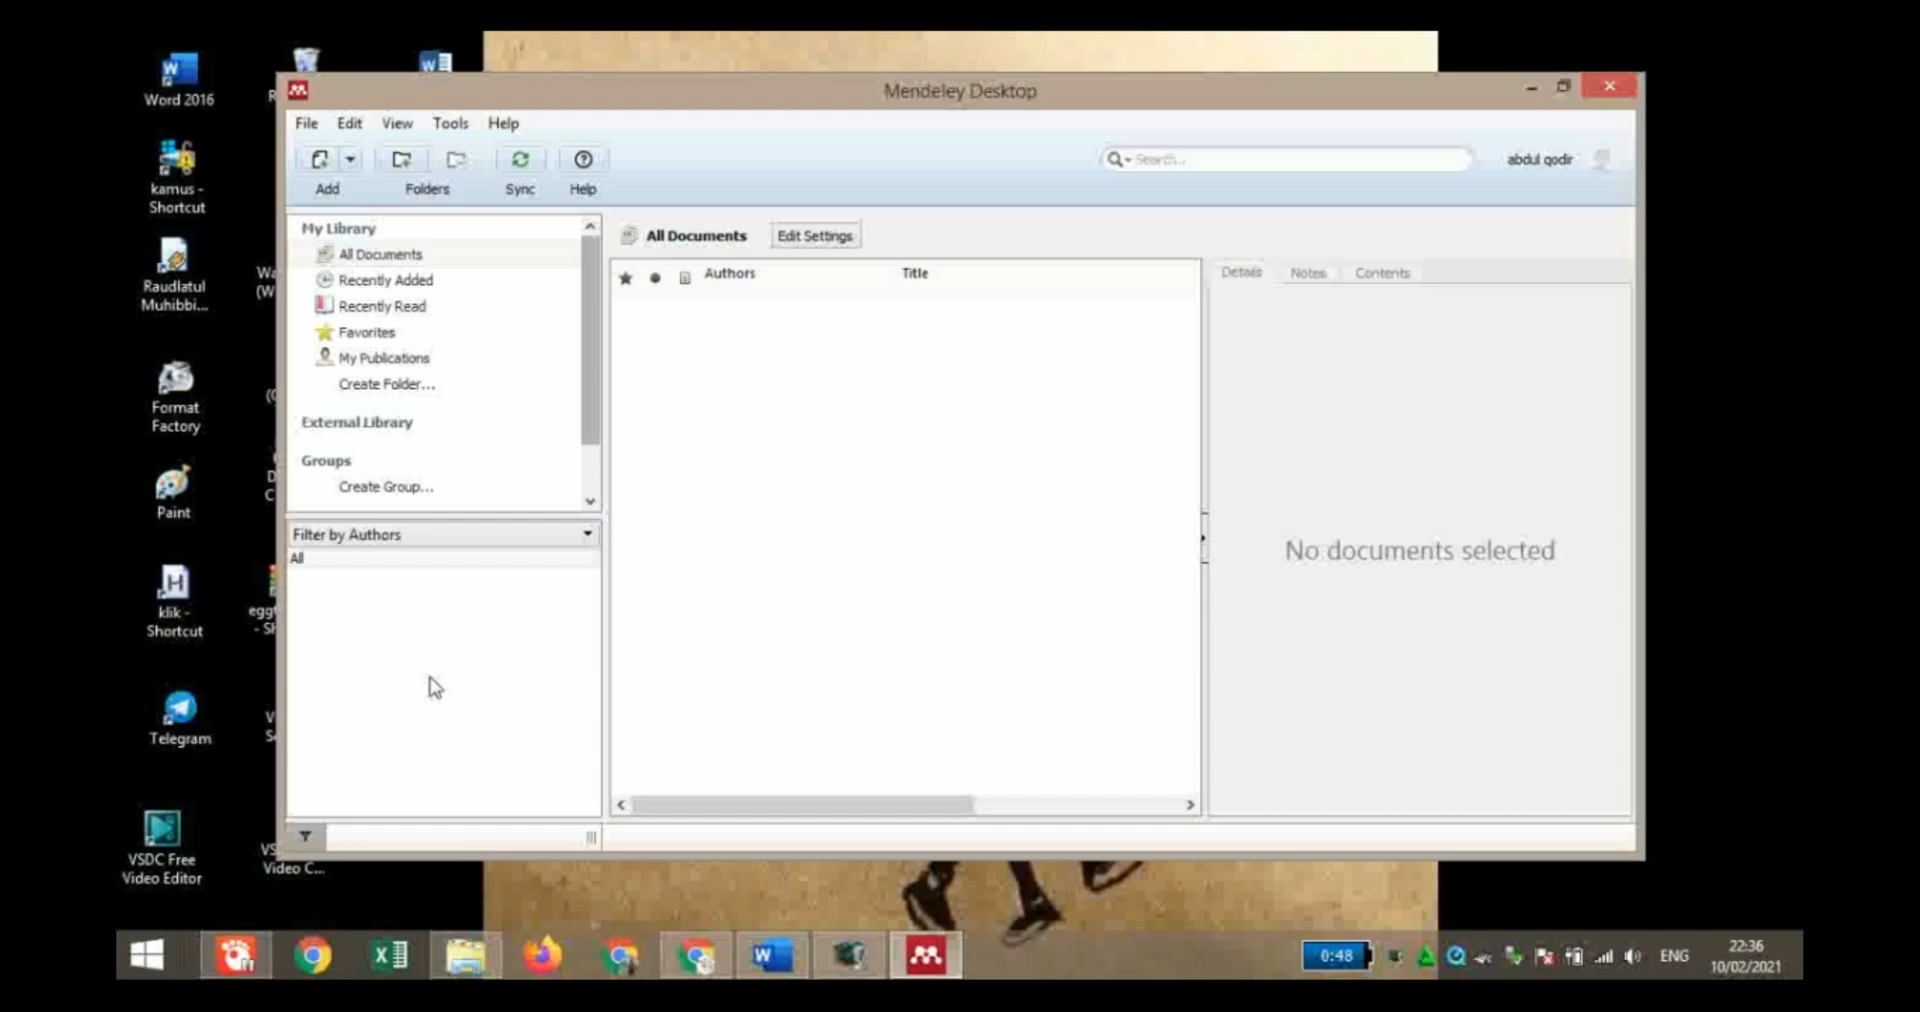 Word 2016
kamus -
Shortcut
Raudlatul
Muhibbi...
Format
Factory
Paint
klik -
Shortcut
Telegram
VSDC Free
Video Editor
Video C...
Mendeley Desktop
File Edit View Tools Help
Add Folders Sync Help
Search...
abdul qodir
My Library
All Documents
Recently Added
Recently Read
Favorites
My Publications
Create Folder...
External Library
Groups
Create Group...
Filter by Authors
All
All Documents Edit Settings
Authors Title
Details Notes Contents
No documents selected
0:48
ENG
22:36
10/02/2021